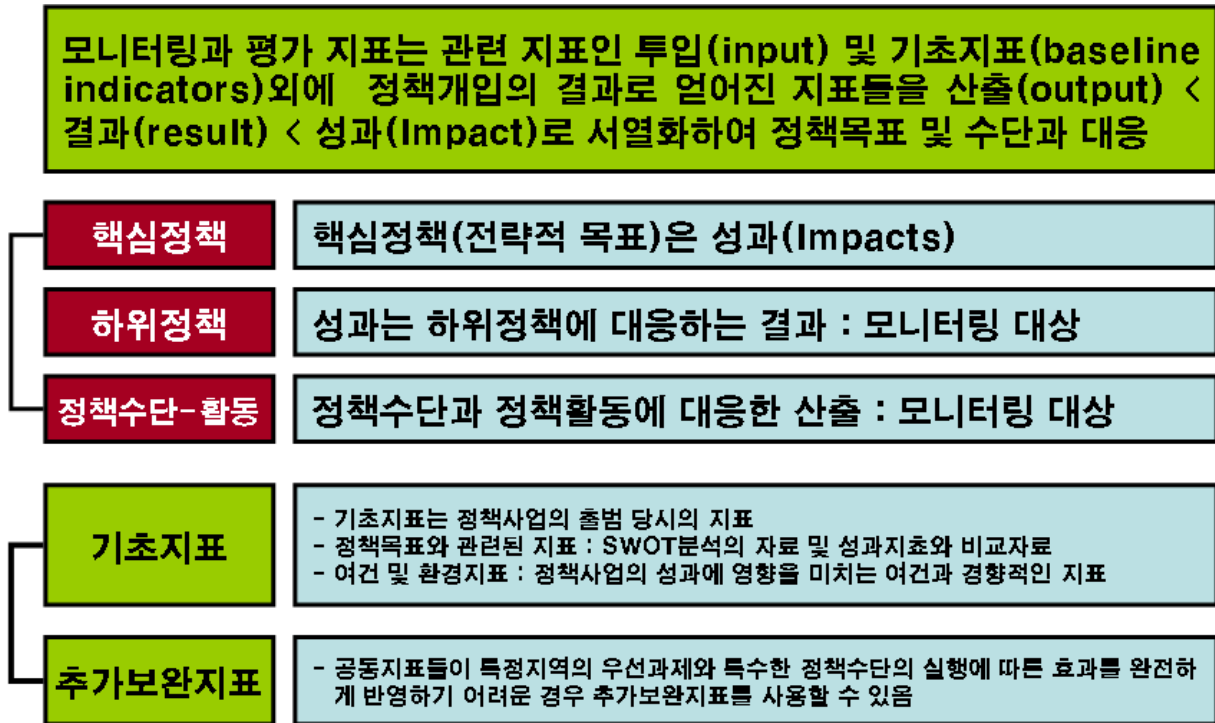 모니터링과 평가 지표는 관련 지표인 투입(input) 및 기초지표(baseline
indicators)외에 정책개입의 결과로 얻어진 지표들을 산출(output) <
결과(result) < 성과(Impact)로 서열화하여 정책목표 및 수단과 대응
핵심정책
핵심정책(전략적 목표)은 성과(Impacts)
하위정책
성과는 하위정책에 대응하는 결과 : 모니터링 대상
정책수단-활동
정책수단과 정책활동에 대응한 산출 : 모니터링 대상
기초지표
- 기초지표는 정책사업의 출범 당시의 지표
- 정책목표와 관련된 지표 : SWOT분석의 자료 및 성과지쵸와 비교자료
- 여건 및 환경지표 : 정책사업의 성과에 영향을 미치는 여건과 경향적인 지표
추가보완지표
- 공동지표들이 특정지역의 우선과제와 특수한 정책수단의 실행에 따른 효과를 완전하
게 반영하기 어려운 경우 추가보완지표를 사용할 수 있음